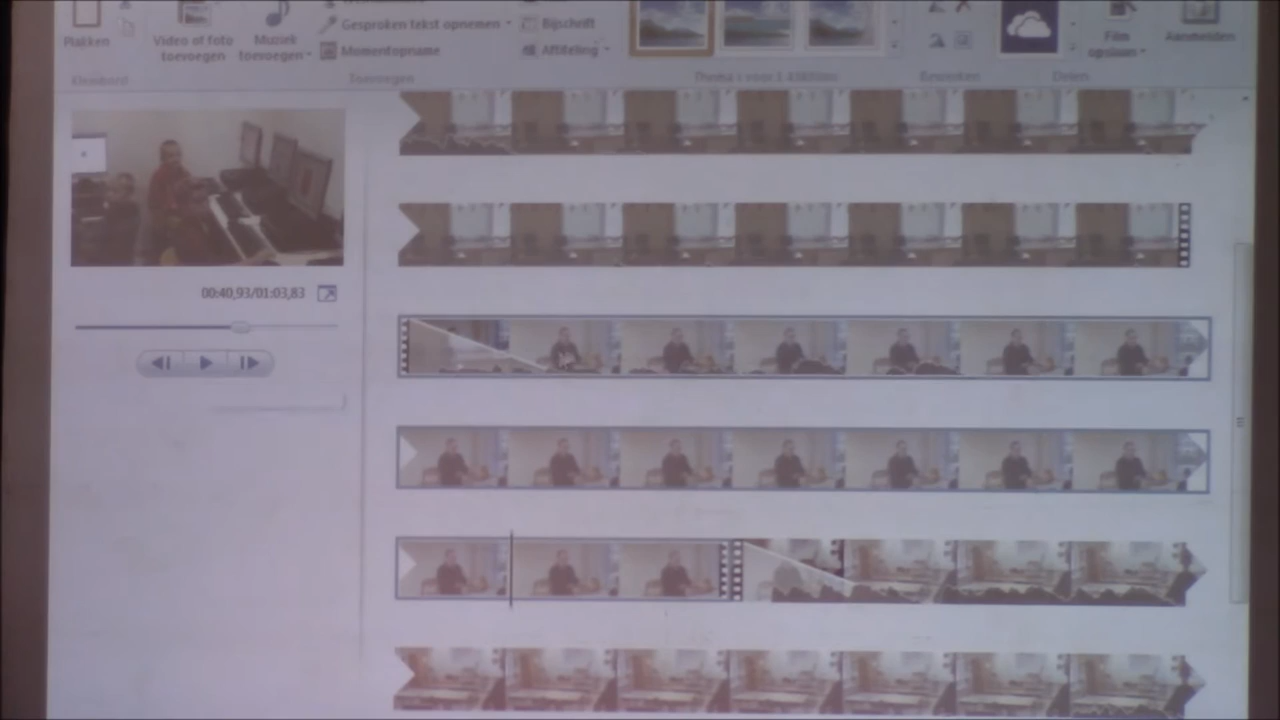 Plakken
Video of foto
toevoegen
Muziek
toevoegen
Gesproken tekst opnemen
Momentopname
Bijschrift
Aftiteling
Film
opslaan
Aanmelden
Klembord
Toevoegen
Bewerken
Delen
00:40,93/01:03,83